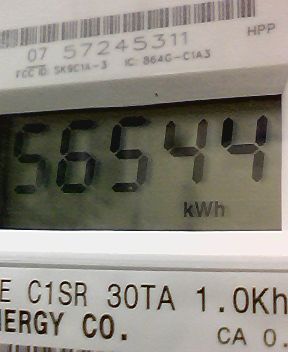 HPP
07 57245311
FCC ID: SK9C1A-3 IC: 864G-C1A3
56544
kWh
E C1SR 30TA 1.0Kh
NERGY CO.
CA 0.